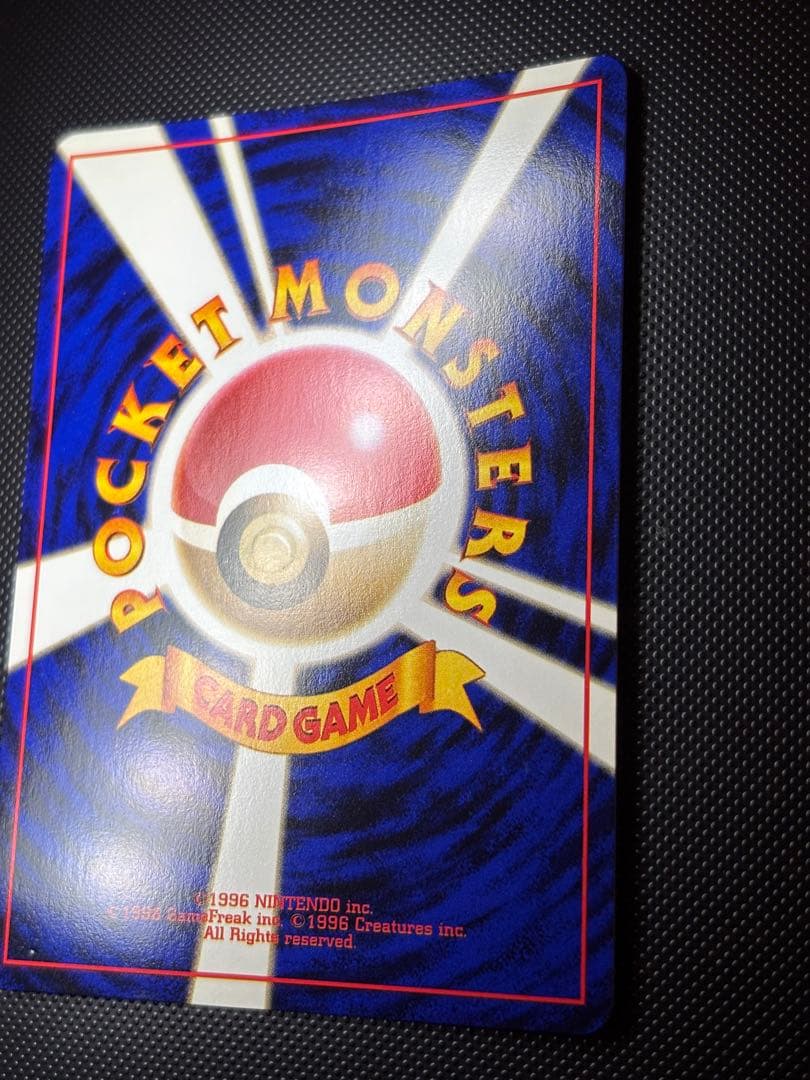 POCKET MONSTERS
CARD GAME
©1996 NINTENDO inc.
©1996 GameFreak inc. ©1996 Creatures inc.
All Rights reserved.